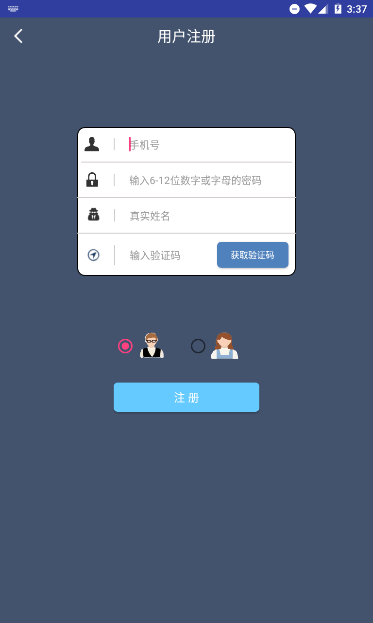 3:37
用户注册
手机号
输入6-12位数字或字母的密码
真实姓名
输入验证码 获取验证码
注 册